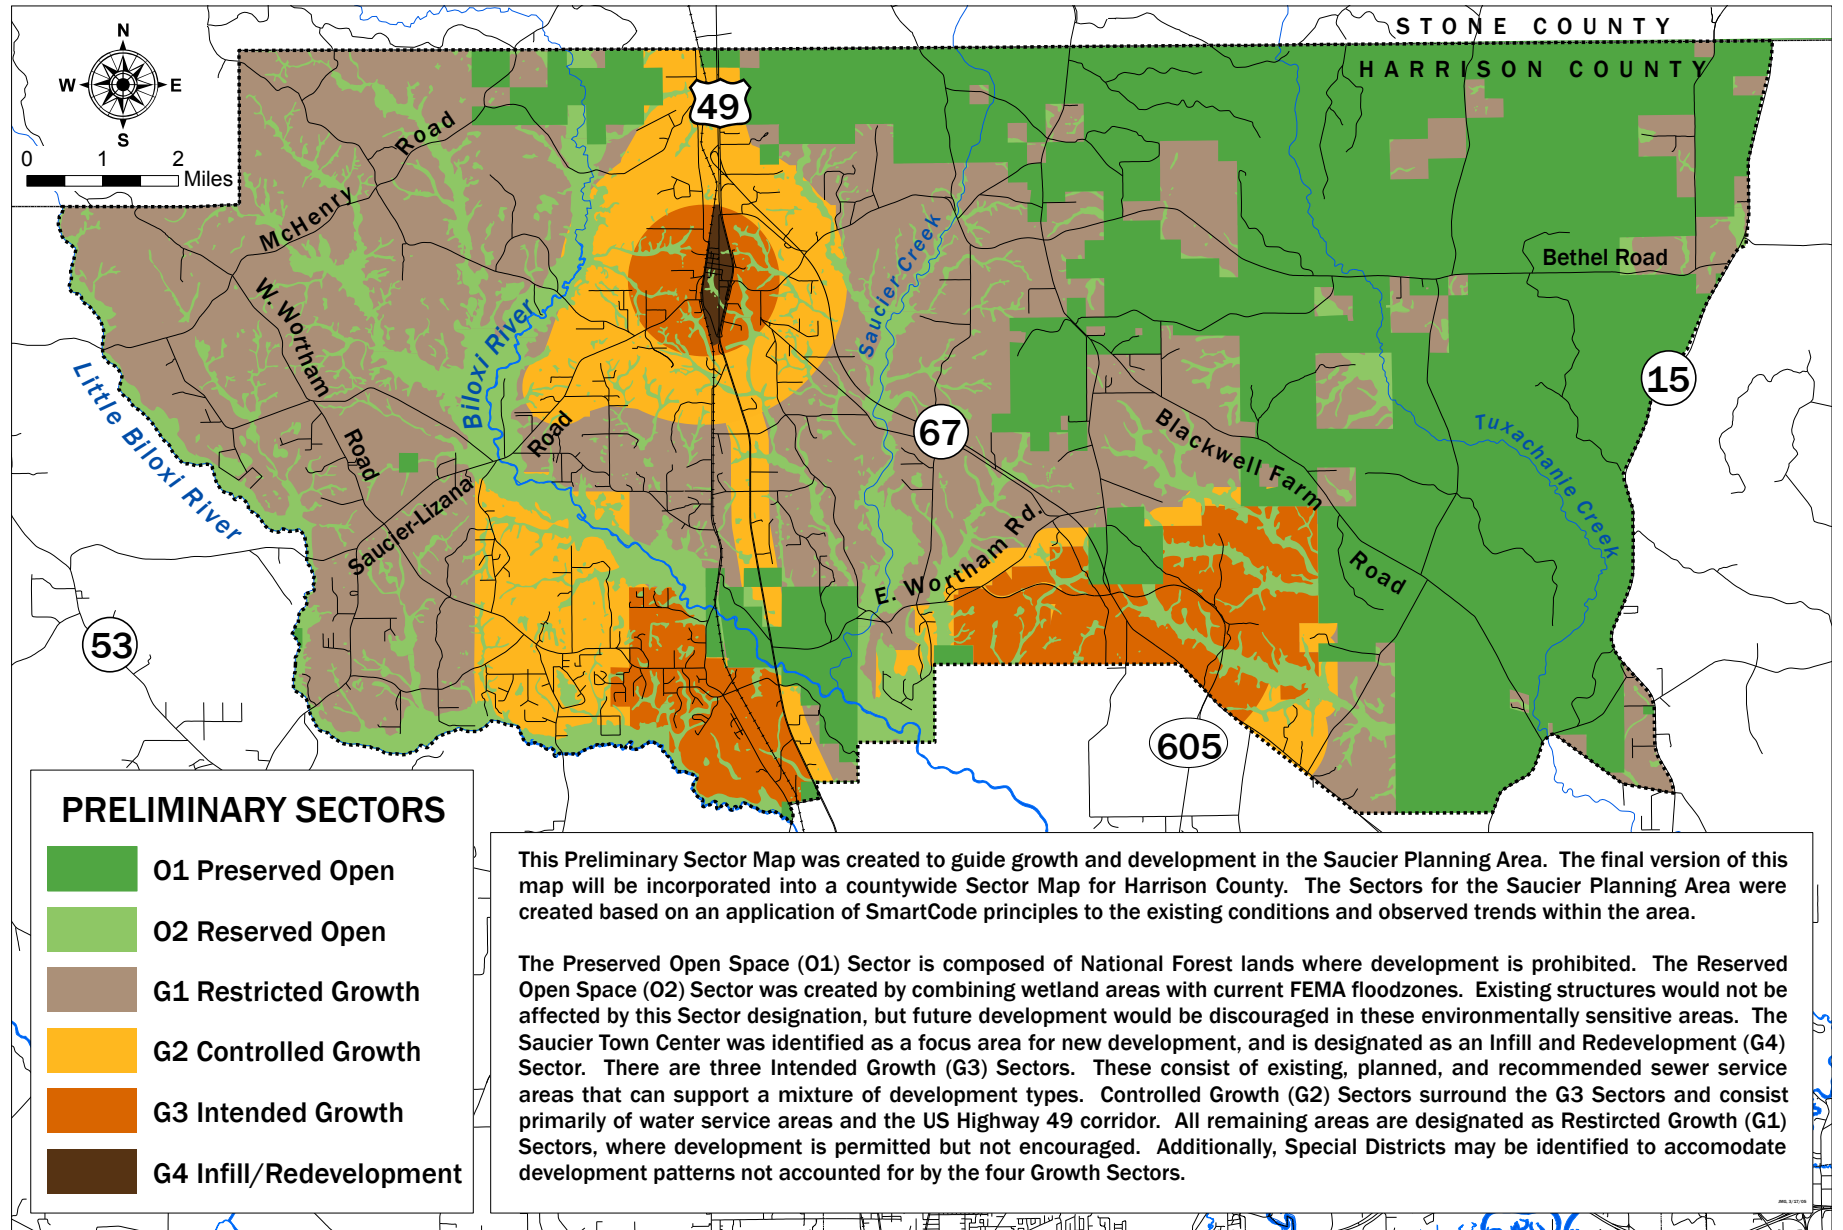 STONE COUNTY
HARRISON COUNTY
N
W
E
S
0 1 2
Miles
49
McHenry Road
W. Wortham Road
Biloxi River
Saucier Creek
Bethel Road
Little Biloxi River
15
67
Road
Blackwell Farm Road
Tuxachanie Creek
Saucier-Lizana
E. Wortham Rd.
53
605
PRELIMINARY SECTORS
O1 Preserved Open
O2 Reserved Open
G1 Restricted Growth
G2 Controlled Growth
G3 Intended Growth
G4 Infill/Redevelopment
This Preliminary Sector Map was created to guide growth and development in the Saucier Planning Area. The final version of this
map will be incorporated into a countywide Sector Map for Harrison County. The Sectors for the Saucier Planning Area were
created based on an application of SmartCode principles to the existing conditions and observed trends within the area.
The Preserved Open Space (O1) Sector is composed of National Forest lands where development is prohibited. The Reserved
Open Space (O2) Sector was created by combining wetland areas with current FEMA floodzones. Existing structures would not be
affected by this Sector designation, but future development would be discouraged in these environmentally sensitive areas. The
Saucier Town Center was identified as a focus area for new development, and is designated as an Infill and Redevelopment (G4)
Sector. There are three Intended Growth (G3) Sectors. These consist of existing, planned, and recommended sewer service
areas that can support a mixture of development types. Controlled Growth (G2) Sectors surround the G3 Sectors and consist
primarily of water service areas and the US Highway 49 corridor. All remaining areas are designated as Restircted Growth (G1)
Sectors, where development is permitted but not encouraged. Additionally, Special Districts may be identified to accomodate
development patterns not accounted for by the four Growth Sectors.